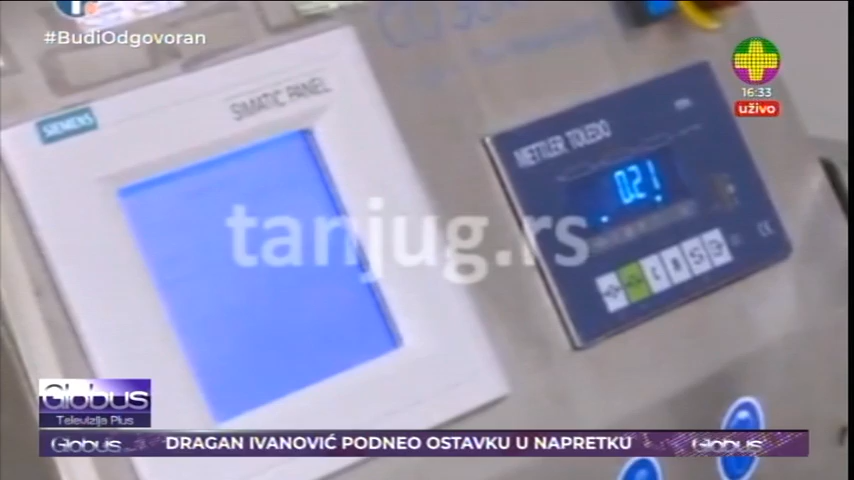 #BudiOdgovoran
16:33
uživo
SIEMENS
SIMATIC PANEL
METTLER TOLEDO
0.21
tanjug.rs
Globus
Televizija Plus
Globus
DRAGAN IVANOVIĆ PODNEO OSTAVKU U NAPRETKU
Globus